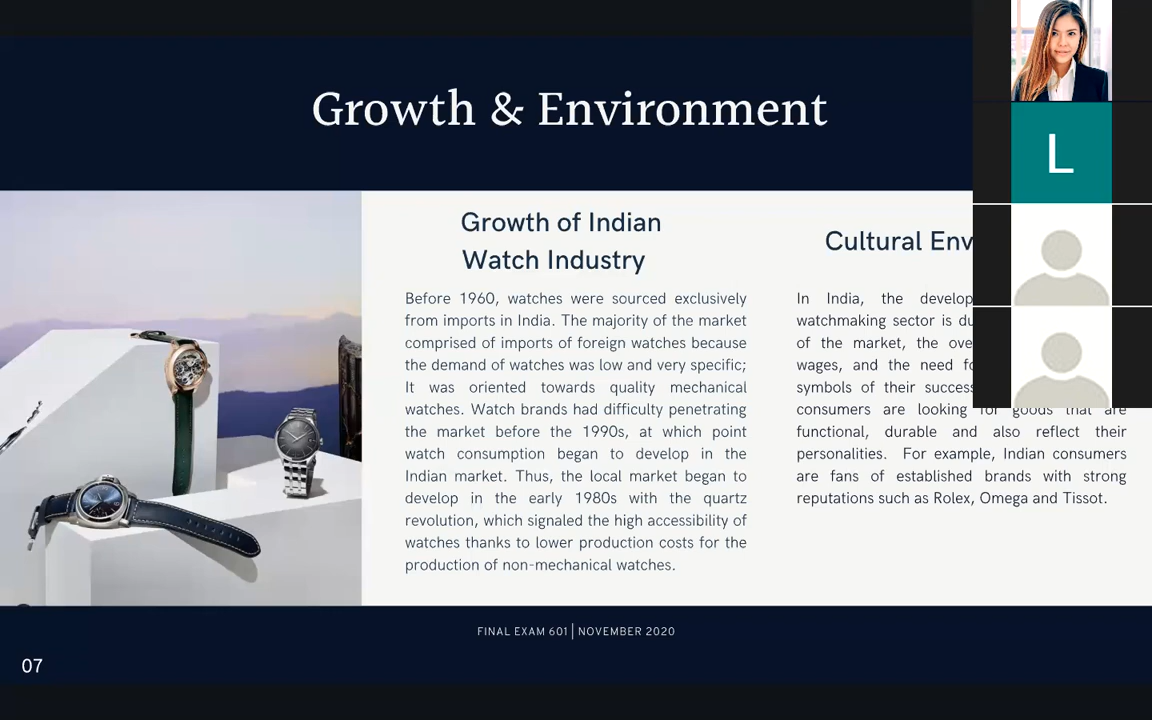 Growth & Environment
Growth of Indian
Watch Industry
Before 1960, watches were sourced exclusively
from imports in India. The majority of the market
comprised of imports of foreign watches because
the demand of watches was low and very specific;
It was oriented towards quality mechanical
watches. Watch brands had difficulty penetrating
the market before the 1990s, at which point
watch consumption began to develop in the
Indian market. Thus, the local market began to
develop in the early 1980s with the quartz
revolution, which signaled the high accessibility of
watches thanks to lower production costs for the
production of non-mechanical watches.
Cultural Env
In India, the develop
watchmaking sector is du
of the market, the ove
wages, and the need fo
symbols of their success
consumers are looking for goods that are
functional, durable and also reflect their
personalities. For example, Indian consumers
are fans of established brands with strong
reputations such as Rolex, Omega and Tissot.
L
FINAL EXAM 601 | NOVEMBER 2020
07